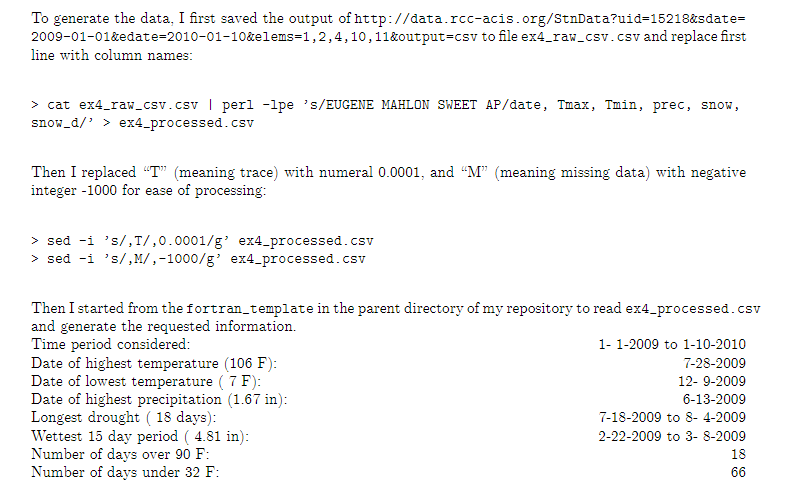 To generate the data, I first saved the output of http://data.rcc-acis.org/StnData?uid=15218&sdate=
2009-01-01&edate=2010-01-10&elems=1,2,4,10,11&output=csv to file ex4_raw_csv.csv and replace first
line with column names:
> cat ex4_raw_csv.csv | perl -lpe 's/EUGENE MAHLON SWEET AP/date, Tmax, Tmin, prec, snow,
snow_d/' > ex4_processed.csv
Then I replaced “T” (meaning trace) with numeral 0.0001, and “M” (meaning missing data) with negative
integer -1000 for ease of processing:
> sed -i 's/,T/,0.0001/g' ex4_processed.csv
> sed -i 's/,M/,-1000/g' ex4_processed.csv
Then I started from the fortran_template in the parent directory of my repository to read ex4_processed.csv
and generate the requested information.
Time period considered: 1- 1-2009 to 1-10-2010
Date of highest temperature (106 F): 7-28-2009
Date of lowest temperature ( 7 F): 12- 9-2009
Date of highest precipitation (1.67 in): 6-13-2009
Longest drought ( 18 days): 7-18-2009 to 8- 4-2009
Wettest 15 day period ( 4.81 in): 2-22-2009 to 3- 8-2009
Number of days over 90 F: 18
Number of days under 32 F: 66